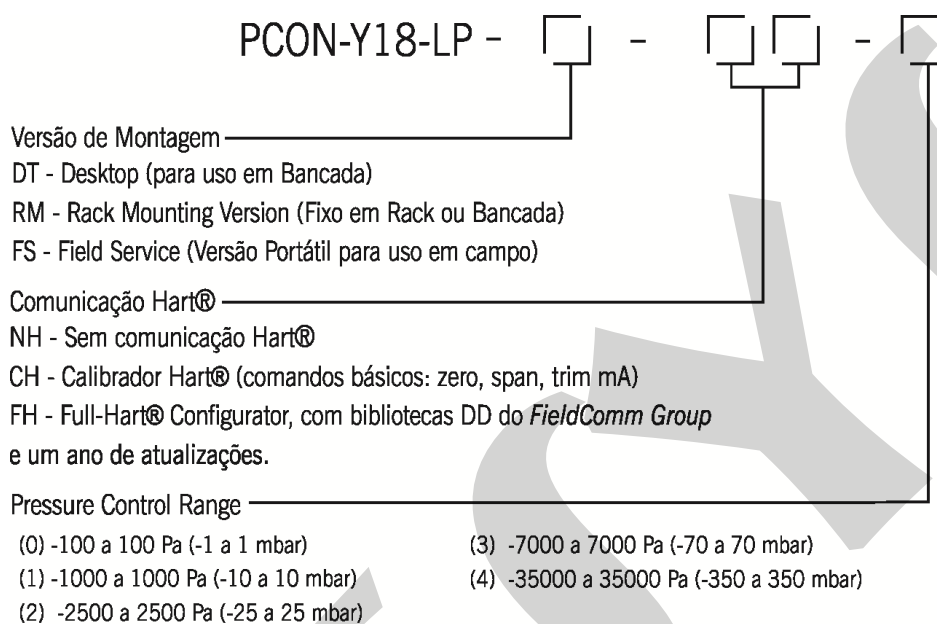 PCON-Y18-LP - - -
Versão de Montagem
DT - Desktop (para uso em Bancada)
RM - Rack Mounting Version (Fixo em Rack ou Bancada)
FS - Field Service (Versão Portátil para uso em campo)
Comunicação Hart®
NH - Sem comunicação Hart®
CH - Calibrador Hart® (comandos básicos: zero, span, trim mA)
FH - Full-Hart® Configurator, com bibliotecas DD do FieldComm Group
e um ano de atualizações.
Pressure Control Range
(0) -100 a 100 Pa (-1 a 1 mbar)
(1) -1000 a 1000 Pa (-10 a 10 mbar)
(2) -2500 a 2500 Pa (-25 a 25 mbar)
(3) -7000 a 7000 Pa (-70 a 70 mbar)
(4) -35000 a 35000 Pa (-350 a 350 mbar)